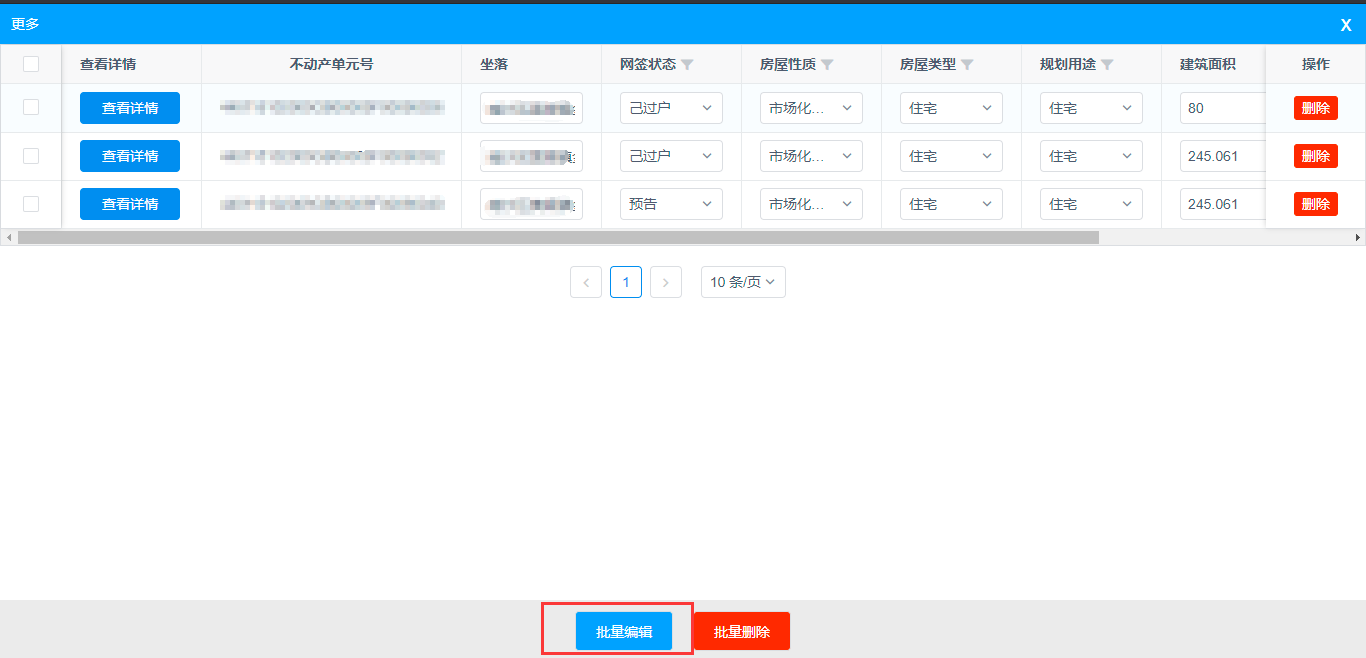 更多 X
查看详情 不动产单元号 坐落 网签状态 房屋性质 房屋类型 规划用途 建筑面积 操作
查看详情 己过户 市场化... 住宅 住宅 80 删除
查看详情 己过户 市场化... 住宅 住宅 245.061 删除
查看详情 预告 市场化... 住宅 住宅 245.061 删除
1 10 条/页
批量编辑 批量删除